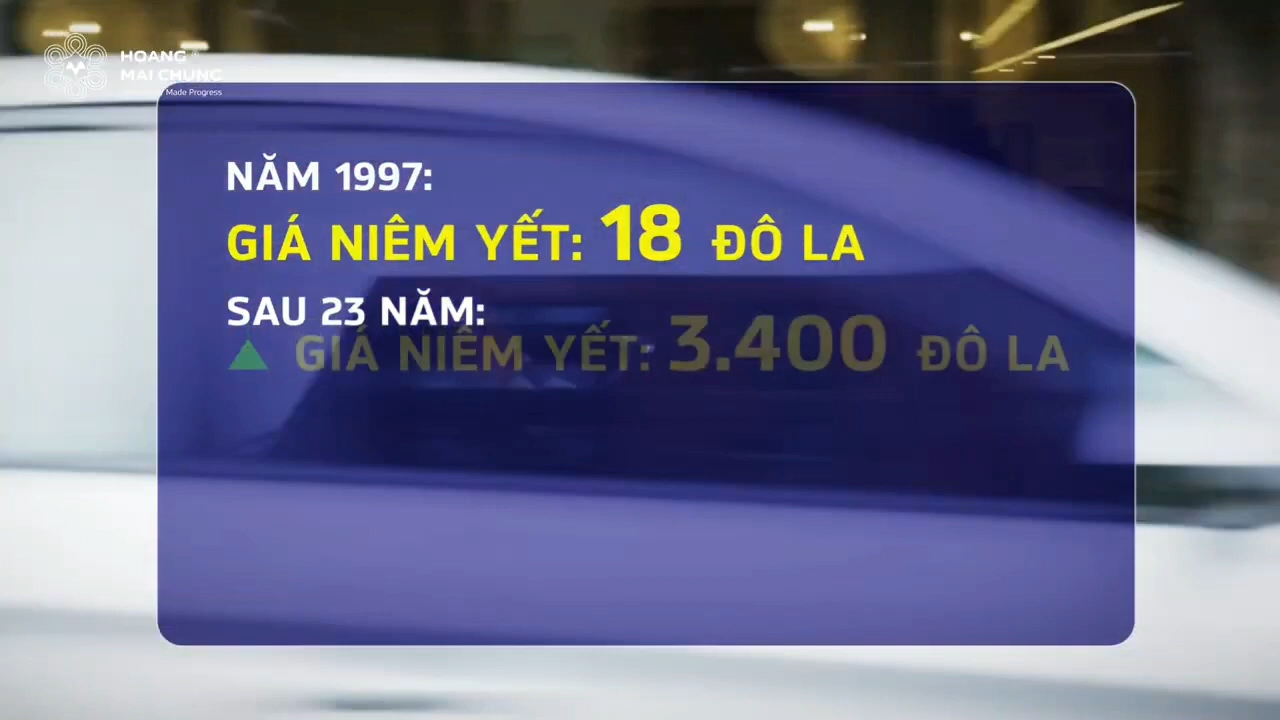 HOANG
MAI CHUNG
Made Progress
NĂM 1997:
GIÁ NIÊM YẾT: 18 ĐÔ LA
SAU 23 NĂM:
GIÁ NIÊM YẾT: 3.400 ĐÔ LA